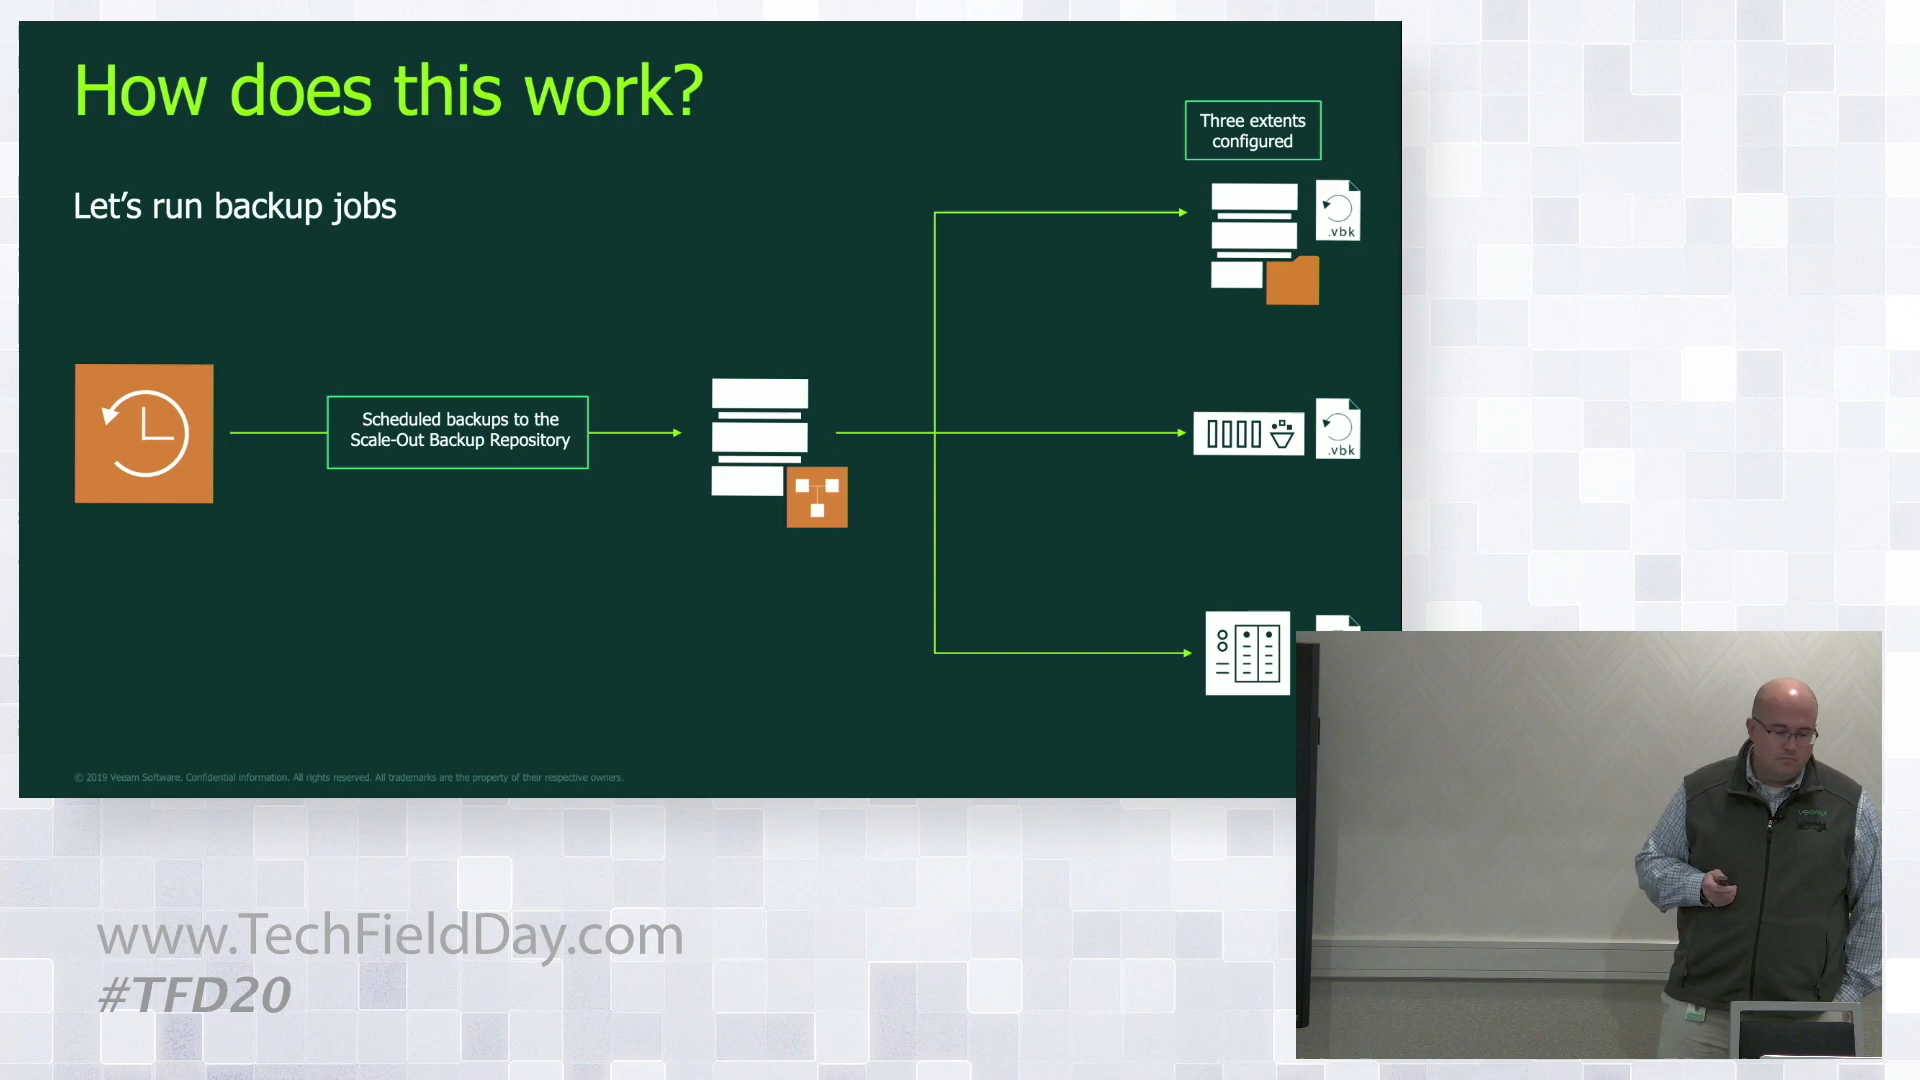 How does this work?
Let's run backup jobs
Three extents
configured
.vbk
Scheduled backups to the
Scale-Out Backup Repository
.vbk
© 2019 Veeam Software. Confidential information. All rights reserved. All trademarks are the property of their respective owners.
veeam
www.TechFieldDay.com
#TFD20